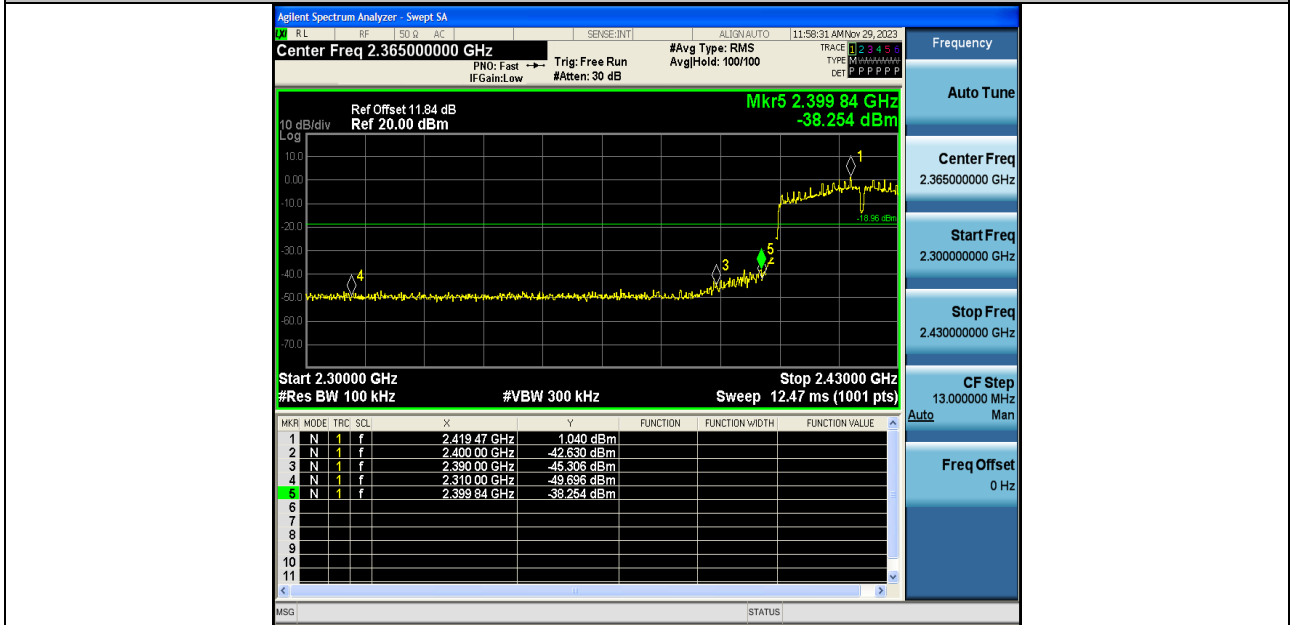 Agilent Spectrum Analyzer - Swept SA
RL RF 50 Ω AC SENSE:INT ALIGN AUTO 11:58:31 AM Nov 29, 2023
Center Freq 2.365000000 GHz
PNO: Fast
IFGain:Low
Trig: Free Run
#Atten: 30 dB
#Avg Type: RMS
Avg|Hold: 100/100
TRACE 1 2 3 4 5 6
TYPE M
DET P P P P P P
Mkr5 2.399 84 GHz
-38.254 dBm
Ref Offset 11.84 dB
10 dB/div Ref 20.00 dBm
Log
10.0
0.00
-10.0
-20.0
-30.0
-40.0
-50.0
-60.0
-70.0
1
-18.96 dBm
5
2
3
4
Start 2.30000 GHz Stop 2.43000 GHz
#Res BW 100 kHz #VBW 300 kHz Sweep 12.47 ms (1001 pts)
MKR MODE TRC SCL X Y FUNCTION FUNCTION WIDTH FUNCTION VALUE
1 N 1 f 2.419 47 GHz 1.040 dBm
2 N 1 f 2.400 00 GHz -42.630 dBm
3 N 1 f 2.390 00 GHz -45.306 dBm
4 N 1 f 2.310 00 GHz -49.696 dBm
5 N 1 f 2.399 84 GHz -38.254 dBm
6
7
8
9
10
11
MSG STATUS
Frequency
Auto Tune
Center Freq
2.365000000 GHz
Start Freq
2.300000000 GHz
Stop Freq
2.430000000 GHz
CF Step
13.000000 MHz
Auto Man
Freq Offset
0 Hz